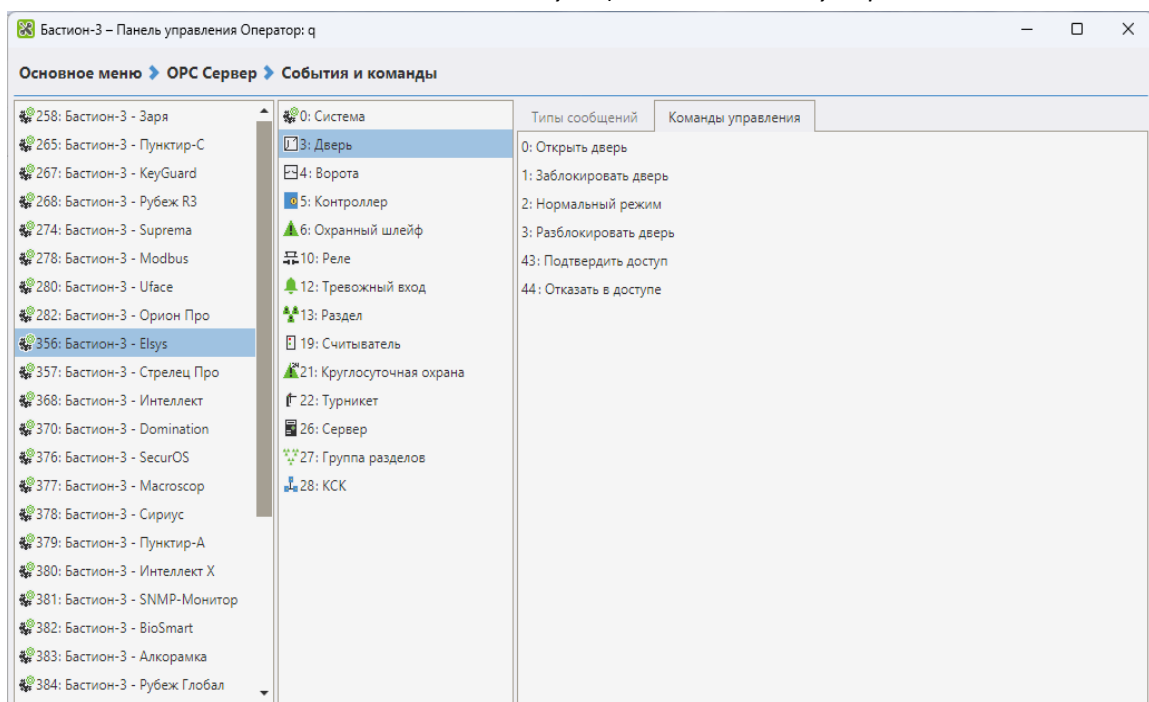 Бастион-3 – Панель управления Оператор: q
Основное меню > OPC Сервер > События и команды
258: Бастион-3 - Заря
265: Бастион-3 - Пунктир-С
267: Бастион-3 - KeyGuard
268: Бастион-3 - Рубеж R3
274: Бастион-3 - Suprema
278: Бастион-3 - Modbus
280: Бастион-3 - Uface
282: Бастион-3 - Орион Про
356: Бастион-3 - Elsys
357: Бастион-3 - Стрелец Про
368: Бастион-3 - Интеллект
370: Бастион-3 - Domination
376: Бастион-3 - SecurOS
377: Бастион-3 - Macroscop
378: Бастион-3 - Сириус
379: Бастион-3 - Пунктир-А
380: Бастион-3 - Интеллект X
381: Бастион-3 - SNMP-Монитор
382: Бастион-3 - BioSmart
383: Бастион-3 - Алкорамка
384: Бастион-3 - Рубеж Глобал
0: Система
3: Дверь
4: Ворота
5: Контроллер
6: Охранный шлейф
10: Реле
12: Тревожный вход
13: Раздел
19: Считыватель
21: Круглосуточная охрана
22: Турникет
26: Сервер
27: Группа разделов
28: КСК
Типы сообщений
Команды управления
0: Открыть дверь
1: Заблокировать дверь
2: Нормальный режим
3: Разблокировать дверь
43: Подтвердить доступ
44: Отказать в доступе